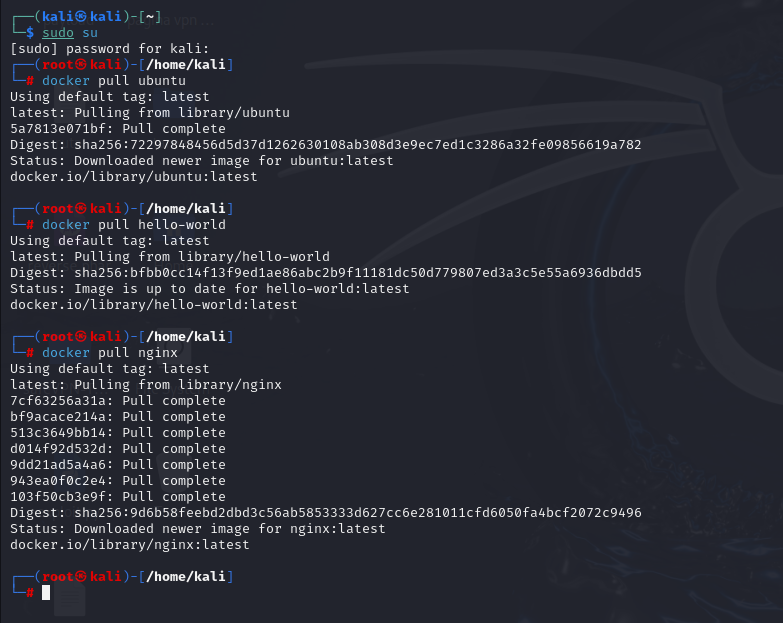 ┌──(kali㉿kali)-[~]
└─$ sudo su
[sudo] password for kali:
┌──(root㉿kali)-[/home/kali]
└─# docker pull ubuntu
Using default tag: latest
latest: Pulling from library/ubuntu
5a7813e071bf: Pull complete
Digest: sha256:72297848456d5d37d1262630108ab308d3e9ec7ed1c3286a32fe09856619a782
Status: Downloaded newer image for ubuntu:latest
docker.io/library/ubuntu:latest
┌──(root㉿kali)-[/home/kali]
└─# docker pull hello-world
Using default tag: latest
latest: Pulling from library/hello-world
Digest: sha256:bfbb0cc14f13f9ed1ae86abc2b9f11181dc50d779807ed3a3c5e55a6936dbdd5
Status: Image is up to date for hello-world:latest
docker.io/library/hello-world:latest
┌──(root㉿kali)-[/home/kali]
└─# docker pull nginx
Using default tag: latest
latest: Pulling from library/nginx
7cf63256a31a: Pull complete
bf9acace214a: Pull complete
513c3649bb14: Pull complete
d014f92d532d: Pull complete
9dd21ad5a4a6: Pull complete
943ea0f0c2e4: Pull complete
103f50cb3e9f: Pull complete
Digest: sha256:9d6b58feebd2dbd3c56ab5853333d627cc6e281011cfd6050fa4bcf2072c9496
Status: Downloaded newer image for nginx:latest
docker.io/library/nginx:latest
┌──(root㉿kali)-[/home/kali]
└─#